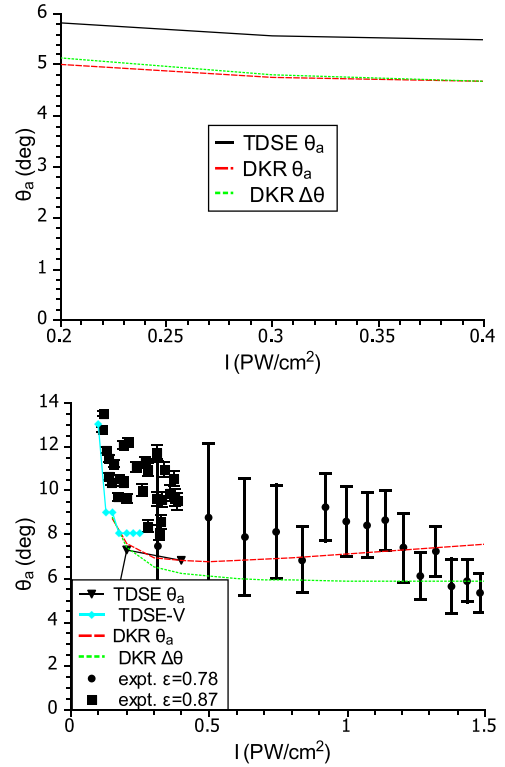 6
5
4
3
2
1
0
θa (deg)
TDSE θa
DKR θa
DKR Δθ
0.2
0.25
0.3
0.35
0.4
I (PW/cm²)
14
12
10
8
6
4
2
0
θa (deg)
TDSE θa
TDSE-V
DKR θa
DKR Δθ
expt. ε=0.78
expt. ε=0.87
0
0.5
1
1.5
I (PW/cm²)